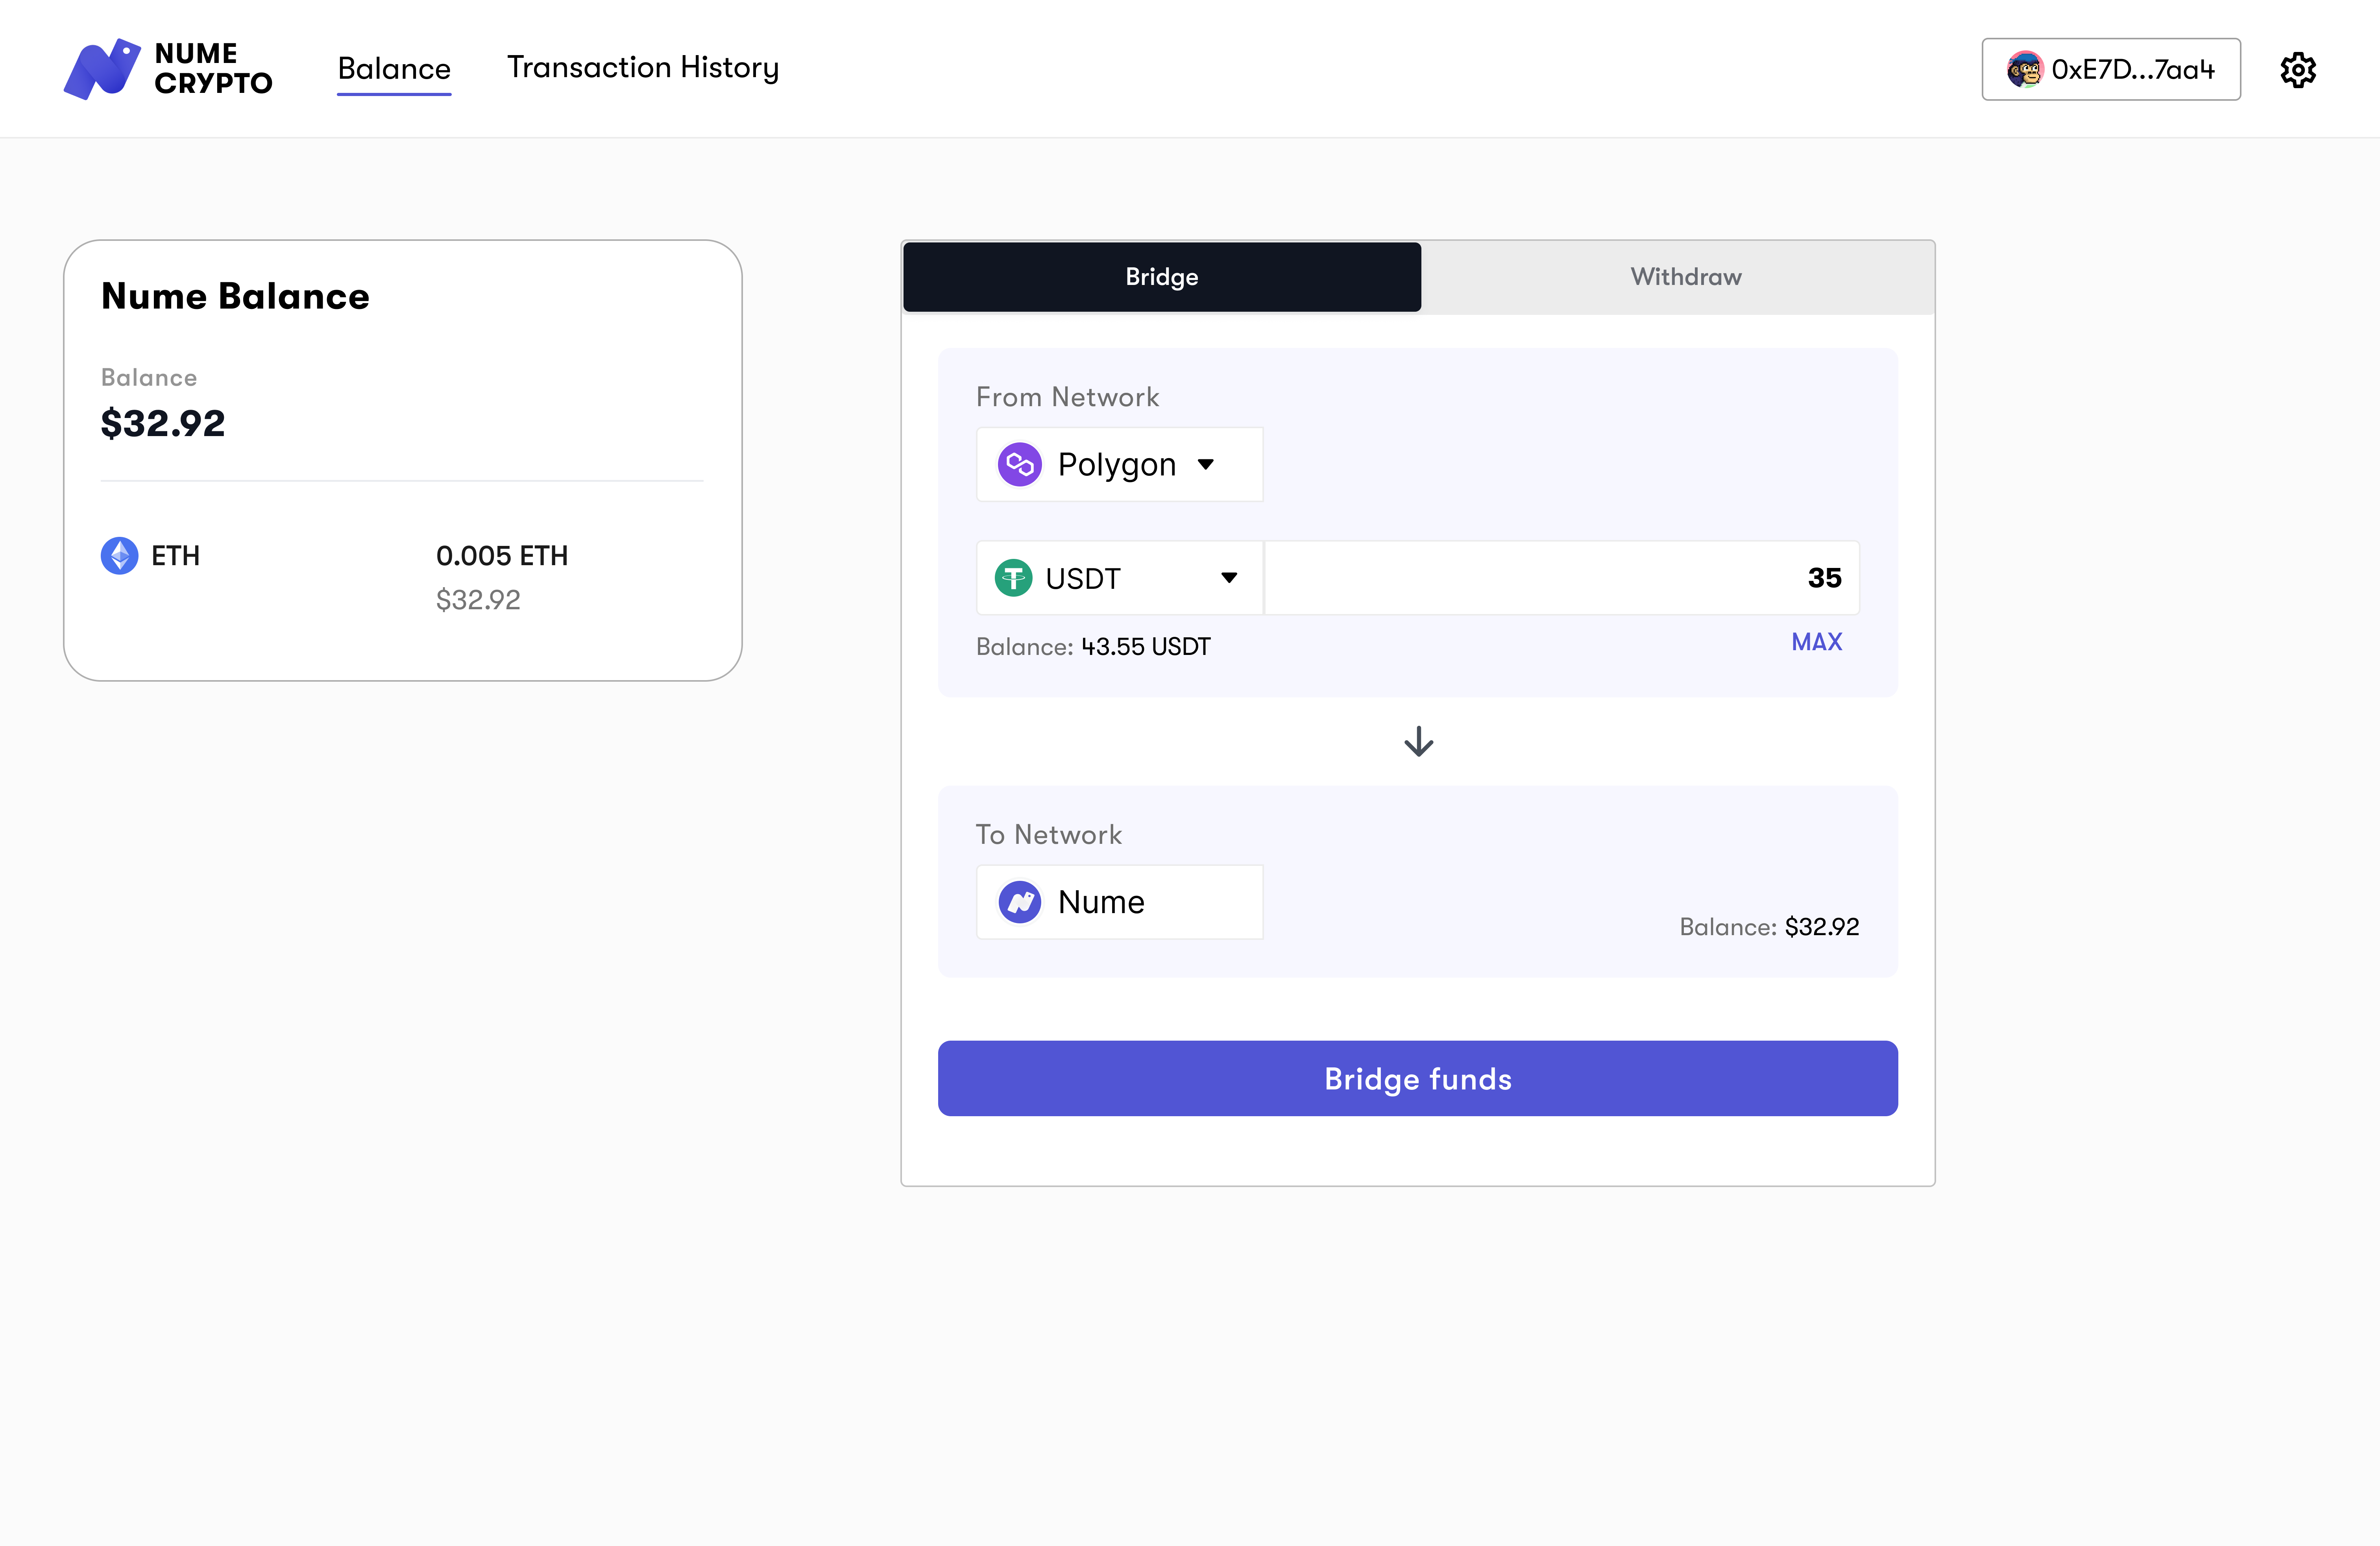 NUME
CRYPTO
Balance
Transaction History
0xE7D...7aa4
Nume Balance
Balance
$32.92
ETH
0.005 ETH
$32.92
Bridge
Withdraw
From Network
Polygon
USDT
35
Balance: 43.55 USDT
MAX
To Network
Nume
Balance: $32.92
Bridge funds